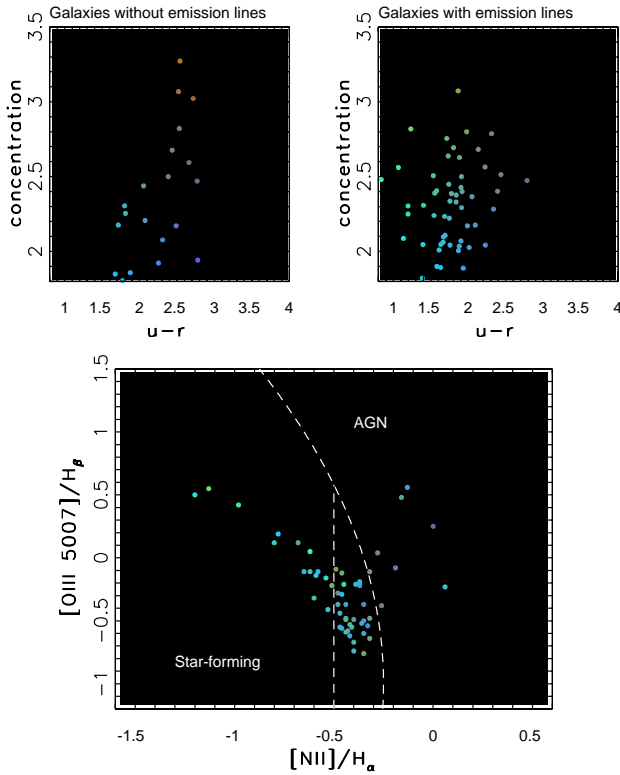 Galaxies without emission lines
Galaxies with emission lines
3.5
3
2.5
2
concentration
1 1.5 2 2.5 3 3.5 4
u−r
3.5
3
2.5
2
concentration
1 1.5 2 2.5 3 3.5 4
u−r
1.5
1
0.5
0
−0.5
−1
[OIII 5007]/Hβ
AGN
Star-forming
-1.5 -1 -0.5 0 0.5
[NII]/Hα